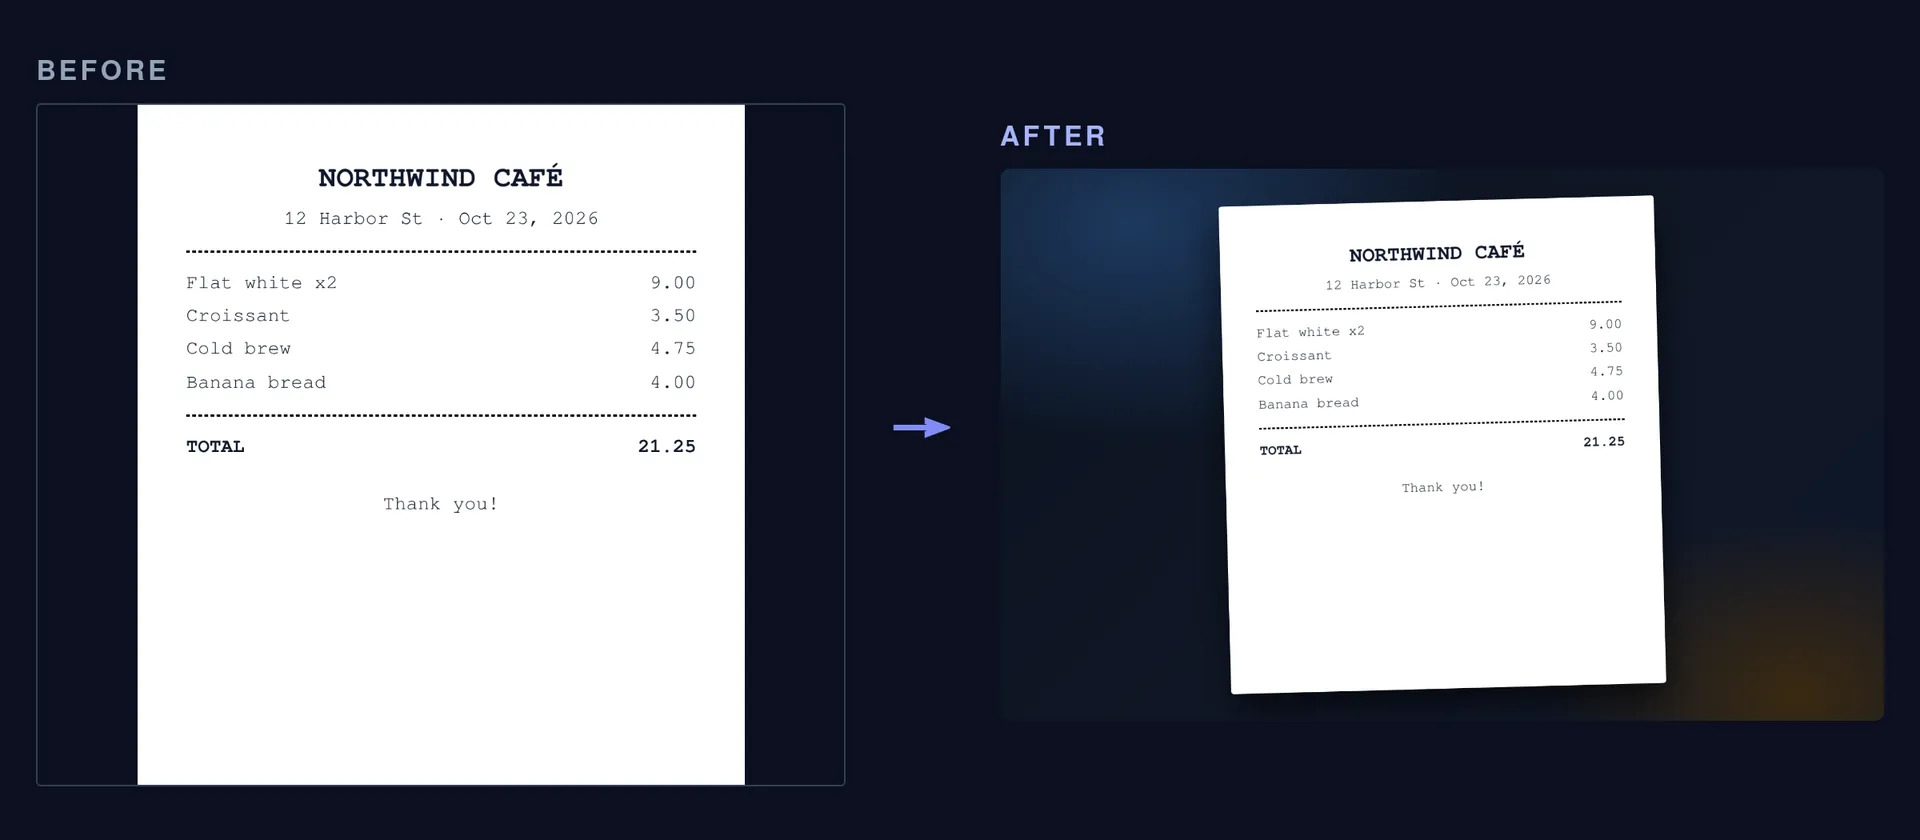 BEFORE
NORTHWIND CAFÉ
12 Harbor St · Oct 23, 2026
Flat white x2 9.00
Croissant 3.50
Cold brew 4.75
Banana bread 4.00
TOTAL 21.25
Thank you!
AFTER
NORTHWIND CAFÉ
12 Harbor St · Oct 23, 2026
Flat white x2 9.00
Croissant 3.50
Cold brew 4.75
Banana bread 4.00
TOTAL 21.25
Thank you!